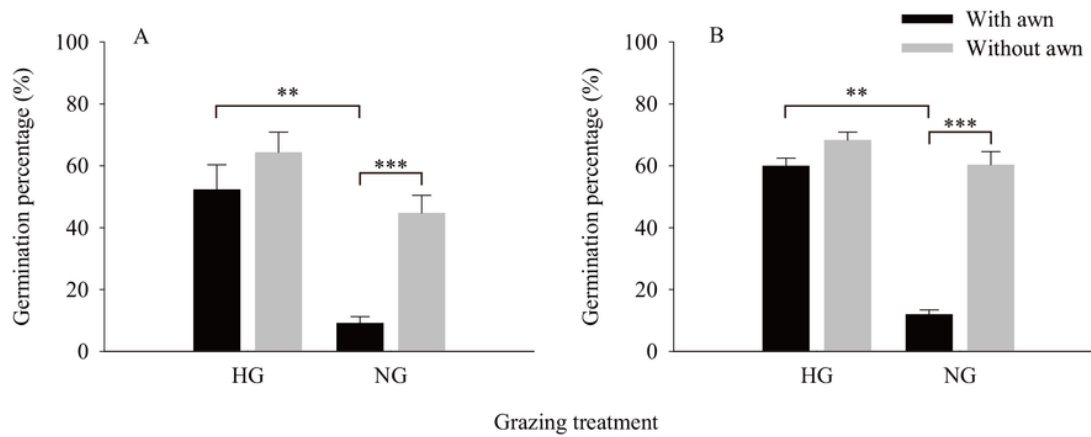 A
Germination percentage (%)
100
80
60
40
20
0
**
***
HG
NG
B
With awn
Without awn
Germination percentage (%)
100
80
60
40
20
0
**
***
HG
NG
Grazing treatment